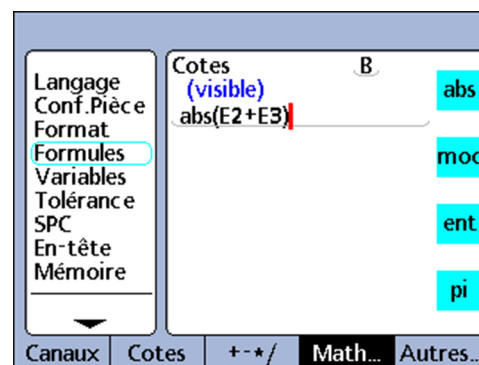 Langage
Conf.Pièce
Format
Formules
Variables
Tolérance
SPC
En-tête
Mémoire
Cotes B
(visible)
abs(E2+E3)
abs
mod
ent
pi
Canaux Cotes +-*/ Math... Autres...